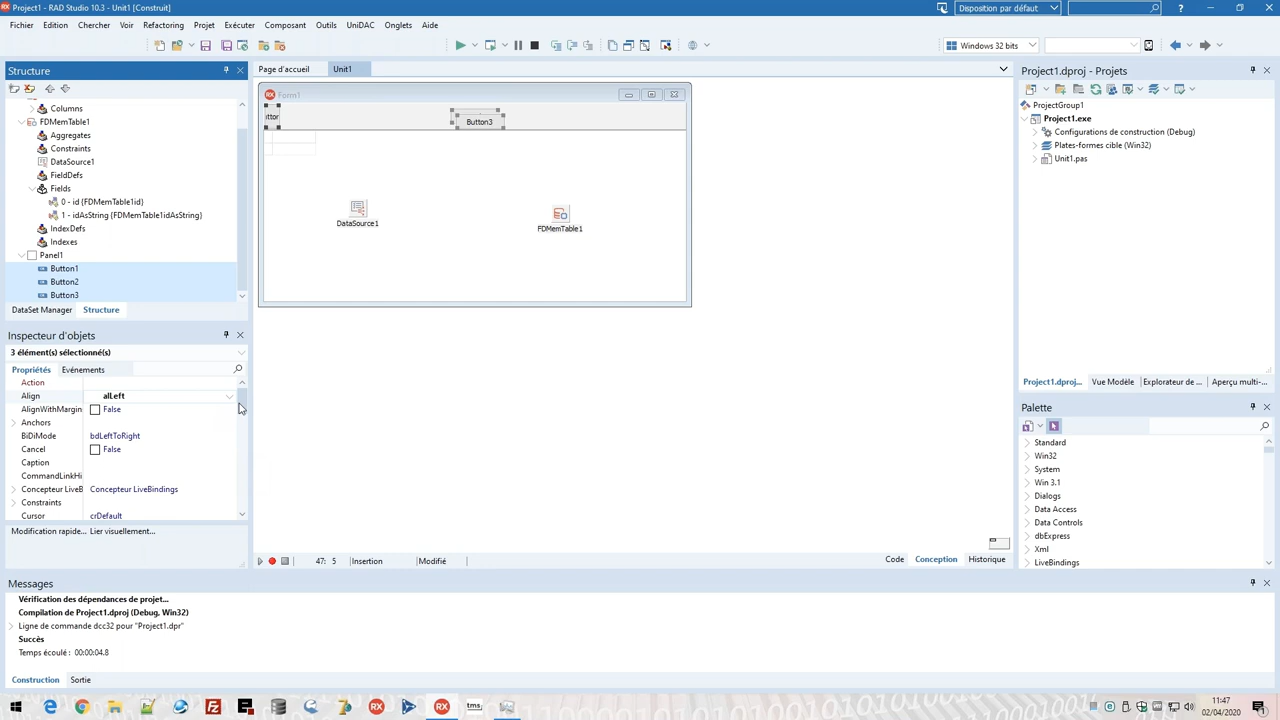 Project1 - RAD Studio 10.3 - Unit1 [Construit]
Disposition par défaut
Fichier Edition Chercher Voir Refactoring Projet Exécuter Composant Outils UniDAC Onglets Aide
Windows 32 bits
Structure
Columns
FDMemTable1
Aggregates
Constraints
DataSource1
FieldDefs
Fields
0 - id {FDMemTable1id}
1 - idAsString {FDMemTable1idAsString}
IndexDefs
Indexes
Panel1
Button1
Button2
Button3
DataSet Manager Structure
Inspecteur d'objets
3 élément(s) sélectionné(s)
Propriétés Evénements
Action
Align alLeft
AlignWithMargin False
Anchors
BiDiMode bdLeftToRight
Cancel False
Caption
CommandLinkHi
Concepteur LiveB Concepteur LiveBindings
Constraints
Cursor crDefault
Modification rapide... Lier visuellement...
Page d'accueil Unit1
Form1
ittor
Button3
DataSource1
FDMemTable1
47: 5 Insertion Modifié
Code Conception Historique
Project1.dproj - Projets
ProjectGroup1
Project1.exe
Configurations de construction (Debug)
Plates-formes cible (Win32)
Unit1.pas
Project1.dproj... Vue Modèle Explorateur de ... Aperçu multi-...
Palette
Standard
Win32
System
Win 3.1
Dialogs
Data Access
Data Controls
dbExpress
Xml
LiveBindings
Messages
Vérification des dépendances de projet...
Compilation de Project1.dproj (Debug, Win32)
Ligne de commande dcc32 pour "Project1.dpr"
Succès
Temps écoulé : 00:00:04.8
Construction Sortie
RX RX tms
11:47
02/04/2020